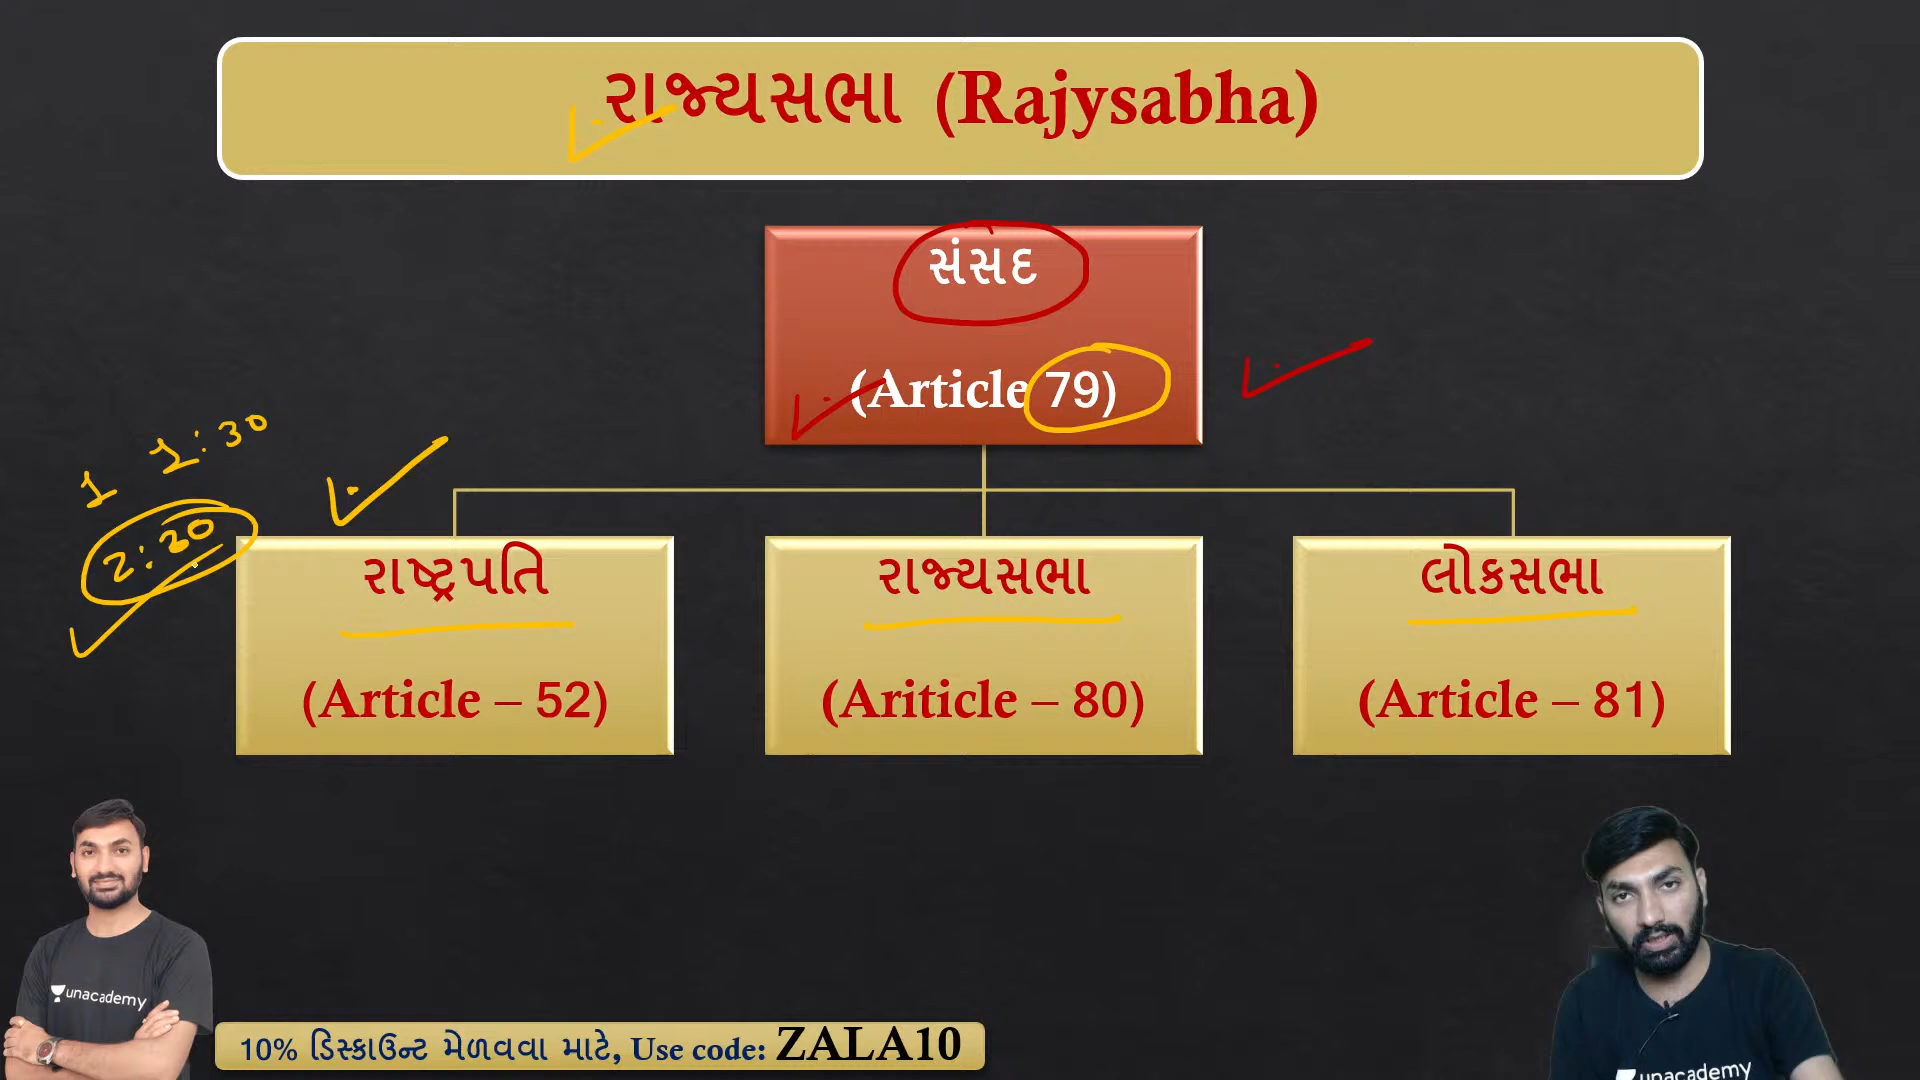 રાજ્યસભા (Rajysabha)
સંસદ
(Article 79)
1 1:30
2:30
રાષ્ટ્રપતિ
(Article – 52)
રાજ્યસભા
(Ariticle – 80)
લોકસભા
(Article – 81)
unacademy
10% ડિસ્કાઉન્ટ મેળવવા માટે, Use code: ZALA10
unacademy